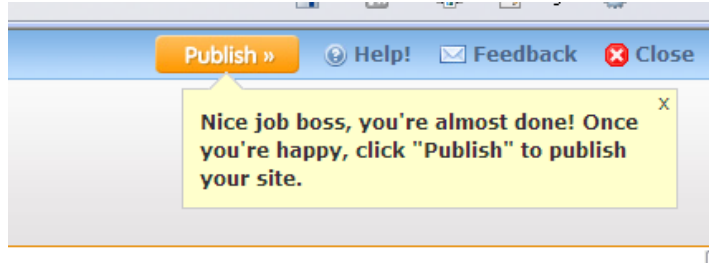 Publish » Help! Feedback Close
x
Nice job boss, you're almost done! Once
you're happy, click "Publish" to publish
your site.